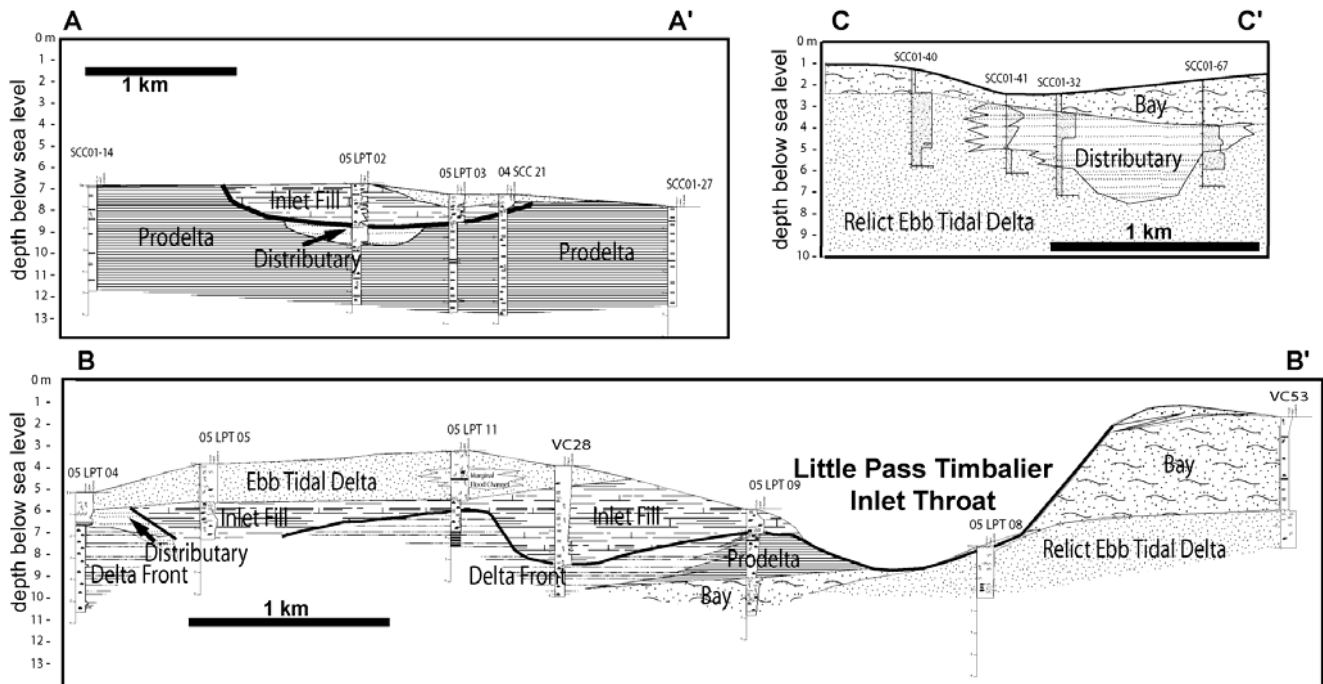 A
A'
0 m
1
2
3
4
5
6
7
8
9
10
11
12
13
depth below sea level
1 km
SCC01-14
05 LPT 02
05 LPT 03
04 SCC 21
SCC01-27
Inlet Fill
Prodelta
Distributary
Prodelta
C
C'
0 m
1
2
3
4
5
6
7
8
9
10
depth below sea level
SCC01-40
SCC01-41
SCC01-32
SCC01-67
Bay
Distributary
Relict Ebb Tidal Delta
1 km
B
B'
0 m
1
2
3
4
5
6
7
8
9
10
11
12
13
depth below sea level
05 LPT 04
05 LPT 05
05 LPT 11
VC28
05 LPT 09
05 LPT 08
VC53
Ebb Tidal Delta
Marginal
Flood Channel
Inlet Fill
Distributary
Delta Front
Inlet Fill
Delta Front
Prodelta
Bay
Little Pass Timbalier
Inlet Throat
Bay
Relict Ebb Tidal Delta
1 km